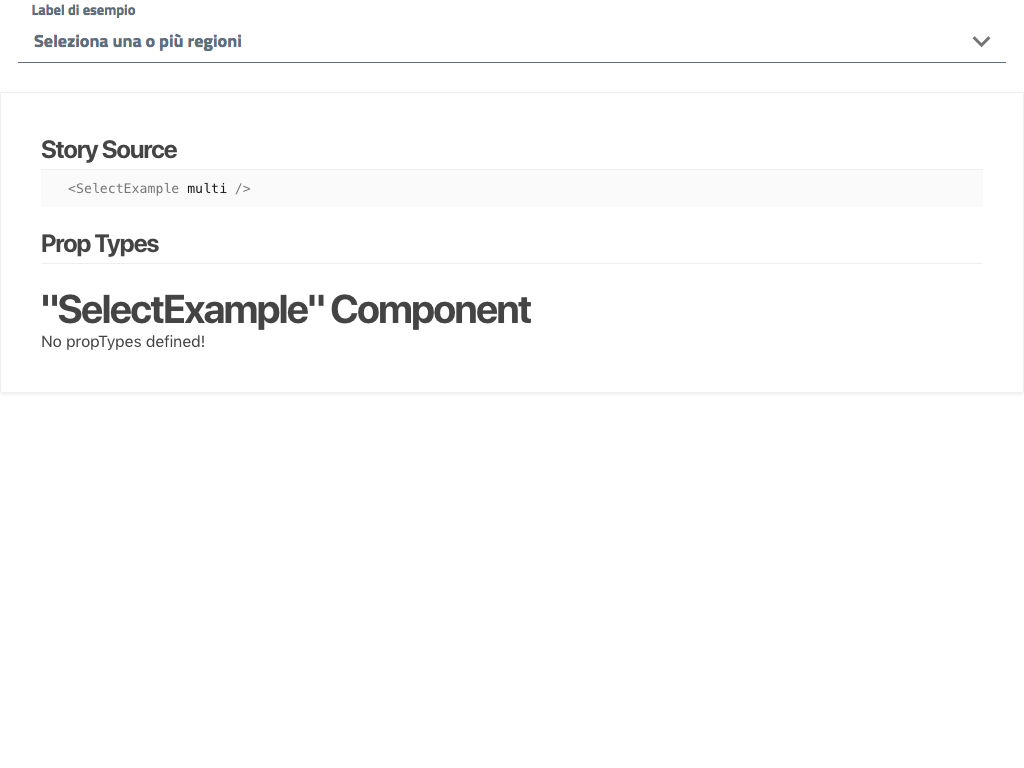 Label di esempio
Seleziona una o più regioni
Story Source
<SelectExample multi />
Prop Types
"SelectExample" Component
No propTypes defined!